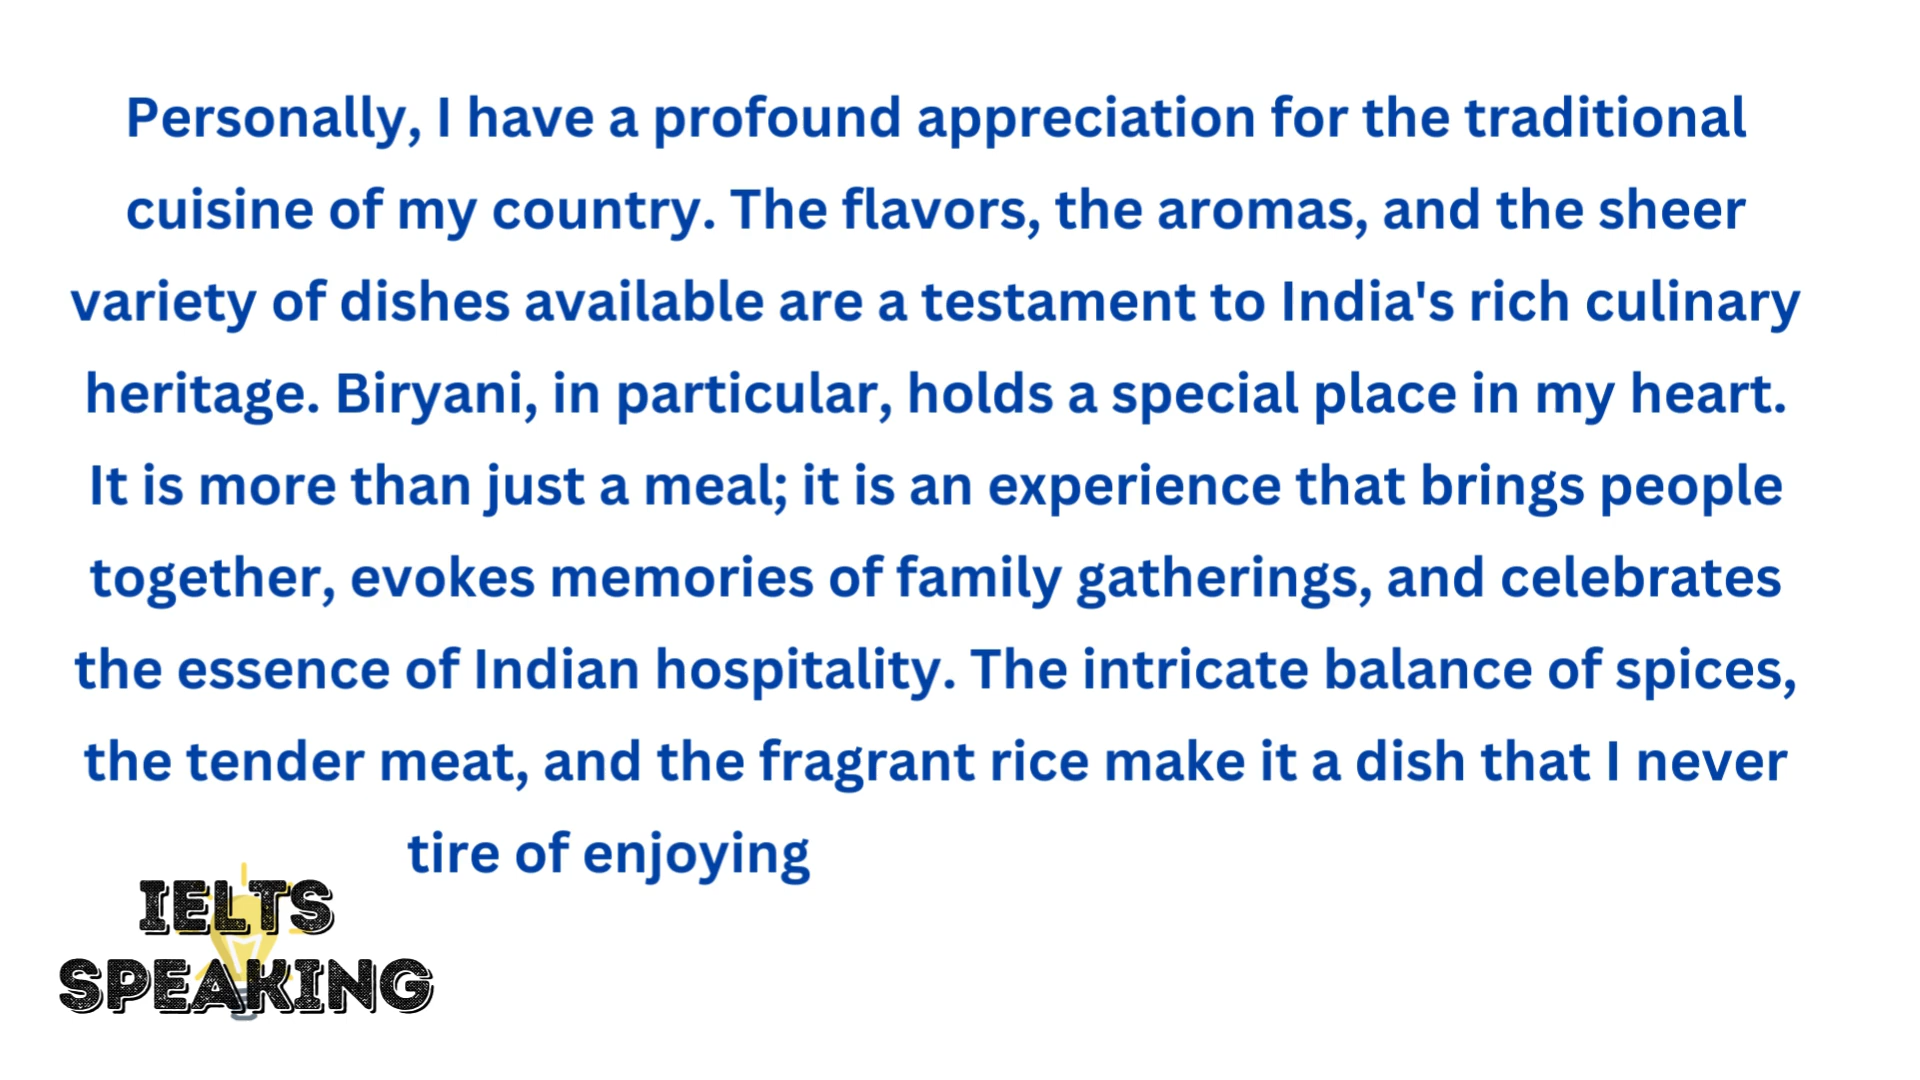 Personally, I have a profound appreciation for the traditional
cuisine of my country. The flavors, the aromas, and the sheer
variety of dishes available are a testament to India's rich culinary
heritage. Biryani, in particular, holds a special place in my heart.
It is more than just a meal; it is an experience that brings people
together, evokes memories of family gatherings, and celebrates
the essence of Indian hospitality. The intricate balance of spices,
the tender meat, and the fragrant rice make it a dish that I never
tire of enjoying
IELTS
SPEAKING